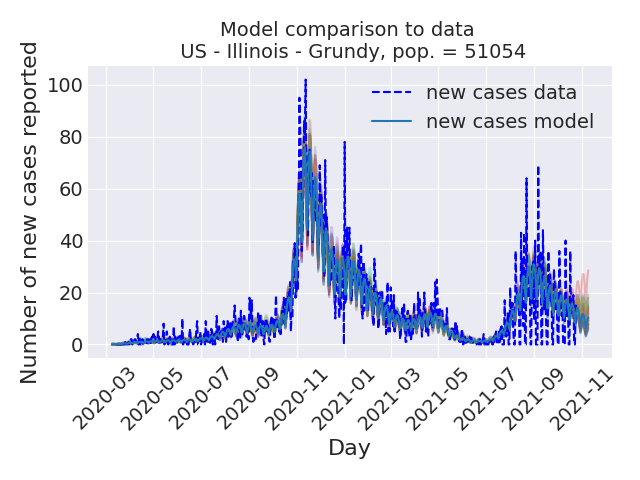 Model comparison to data
US - Illinois - Grundy, pop. = 51054
Number of new cases reported
100
80
60
40
20
0
new cases data
new cases model
2020-03
2020-05
2020-07
2020-09
2020-11
2021-01
2021-03
2021-05
2021-07
2021-09
2021-11
Day